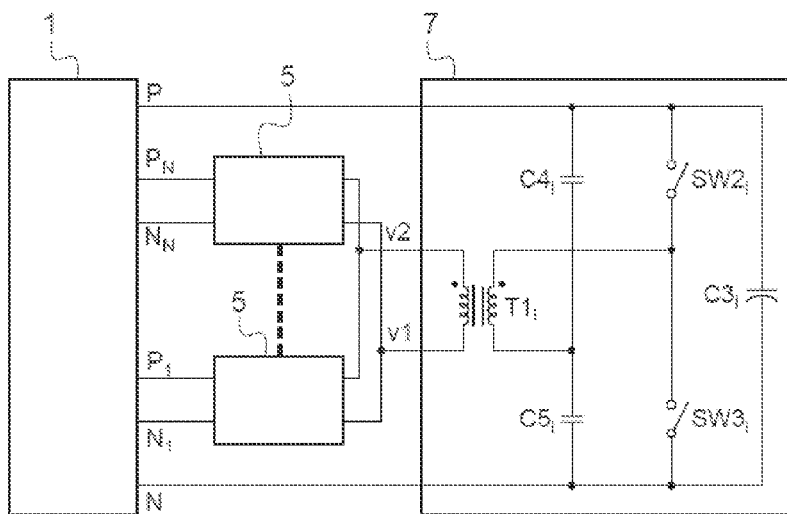 1
7
P
5
P_N
C4_i
SW2_i
N_N
v2
5
T1_i
C3_i
v1
P_1
C5_i
SW3_i
N_1
N